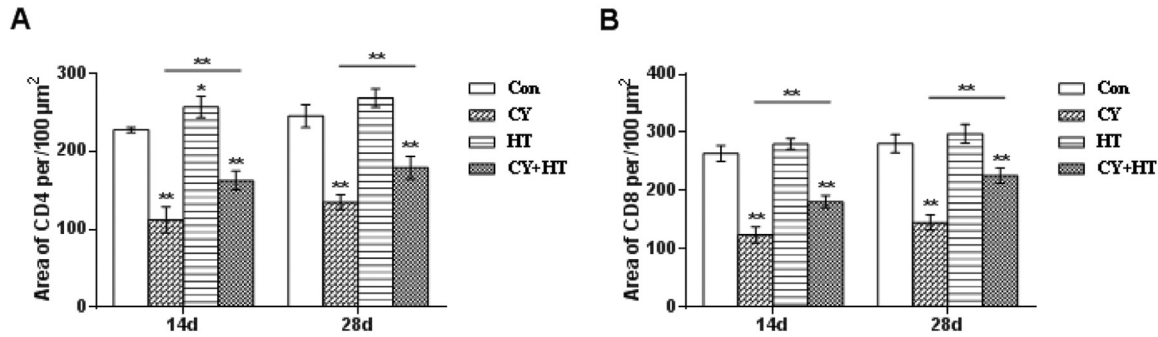 A
Area of CD4 per/100 μm²
300
200
100
0
**
*
**
**
**
**
**
14d
28d
Con
CY
HT
CY+HT
B
Area of CD8 per/100 μm²
400
300
200
100
0
**
**
**
**
**
**
14d
28d
Con
CY
HT
CY+HT